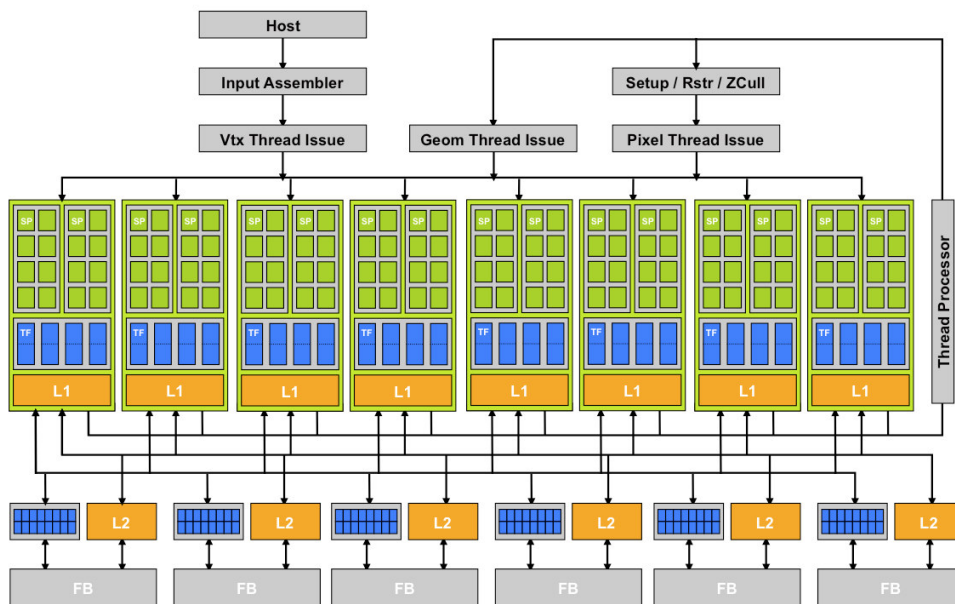 Host
Input Assembler
Setup / Rstr / ZCull
Vtx Thread Issue
Geom Thread Issue
Pixel Thread Issue
SP SP SP SP SP SP SP SP SP SP SP SP SP SP SP SP
TF TF TF TF TF TF TF TF
Thread Processor
L1 L1 L1 L1 L1 L1 L1 L1
L2 L2 L2 L2 L2 L2
FB FB FB FB FB FB